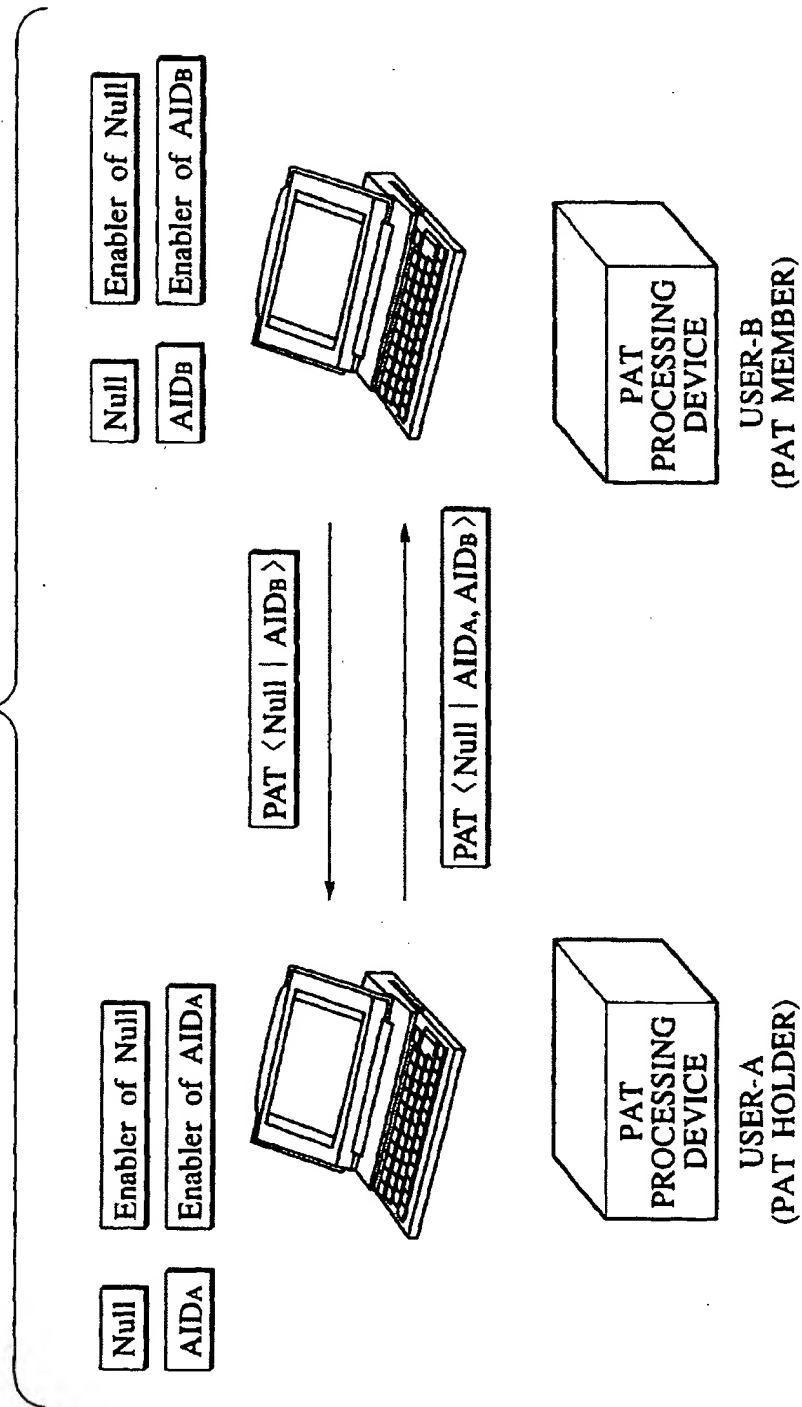 Null
Enabler of Null
AIDA
Enabler of AIDA
PAT
PROCESSING
DEVICE
USER-A
(PAT HOLDER)
PAT <Null | AIDB>
PAT <Null | AIDA, AIDB>
Null
Enabler of Null
AIDB
Enabler of AIDB
PAT
PROCESSING
DEVICE
USER-B
(PAT MEMBER)